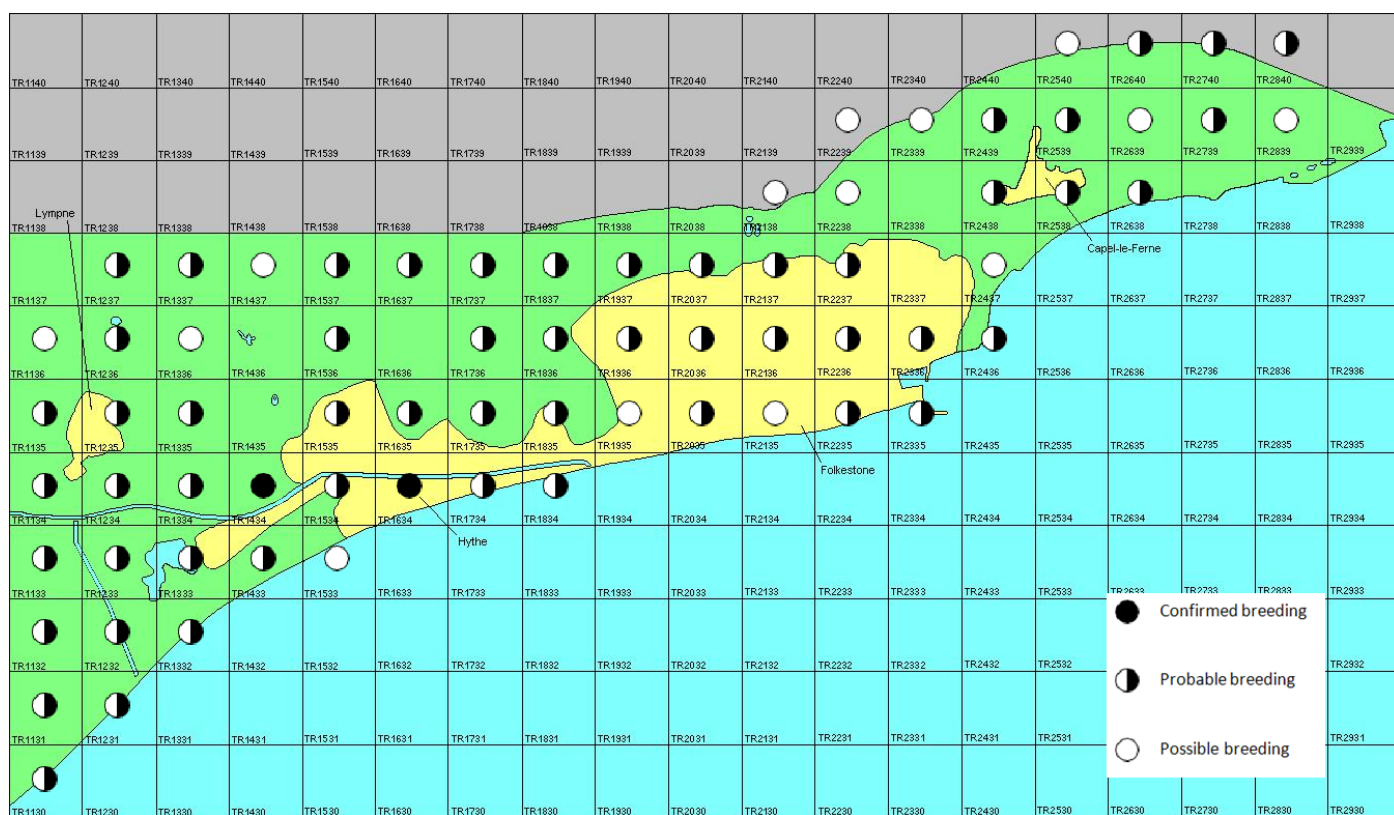 TR1140 TR1240 TR1340 TR1440 TR1540 TR1640 TR1740 TR1840 TR1940 TR2040 TR2140 TR2240 TR2340 TR2440 TR2540 TR2640 TR2740 TR2840
TR1139 TR1239 TR1339 TR1439 TR1539 TR1639 TR1739 TR1839 TR1939 TR2039 TR2139 TR2239 TR2339 TR2439 TR2539 TR2639 TR2739 TR2839 TR2939
Lympne
TR1138 TR1238 TR1338 TR1438 TR1538 TR1638 TR1738 TR1838 TR1938 TR2038 TR2138 TR2238 TR2338 TR2438 TR2538 TR2638 TR2738 TR2838 TR2938
Capel-le-Ferne
TR1137 TR1237 TR1337 TR1437 TR1537 TR1637 TR1737 TR1837 TR1937 TR2037 TR2137 TR2237 TR2337 TR2437 TR2537 TR2637 TR2737 TR2837 TR2937
TR1136 TR1236 TR1336 TR1436 TR1536 TR1636 TR1736 TR1836 TR1936 TR2036 TR2136 TR2236 TR2336 TR2436 TR2536 TR2636 TR2736 TR2836 TR2936
TR1135 TR1235 TR1335 TR1435 TR1535 TR1635 TR1735 TR1835 TR1935 TR2035 TR2135 TR2235 TR2335 TR2435 TR2535 TR2635 TR2735 TR2835 TR2935
Folkestone
TR1134 TR1234 TR1334 TR1434 TR1534 TR1634 TR1734 TR1834 TR1934 TR2034 TR2134 TR2234 TR2334 TR2434 TR2534 TR2634 TR2734 TR2834 TR2934
Hythe
TR1133 TR1233 TR1333 TR1433 TR1533 TR1633 TR1733 TR1833 TR1933 TR2033 TR2133 TR2233 TR2333 TR2433 TR2533 TR2633 TR2733 TR2833 TR2933
Confirmed breeding
TR1132 TR1232 TR1332 TR1432 TR1532 TR1632 TR1732 TR1832 TR1932 TR2032 TR2132 TR2232 TR2332 TR2432 TR2532 TR2932
Probable breeding
TR1131 TR1231 TR1331 TR1431 TR1531 TR1631 TR1731 TR1831 TR1931 TR2031 TR2131 TR2231 TR2331 TR2431 TR2531 TR2931
Possible breeding
TR1130 TR1230 TR1330 TR1430 TR1530 TR1630 TR1730 TR1830 TR1930 TR2030 TR2130 TR2230 TR2330 TR2430 TR2530 TR2630 TR2730 TR2830 TR2930